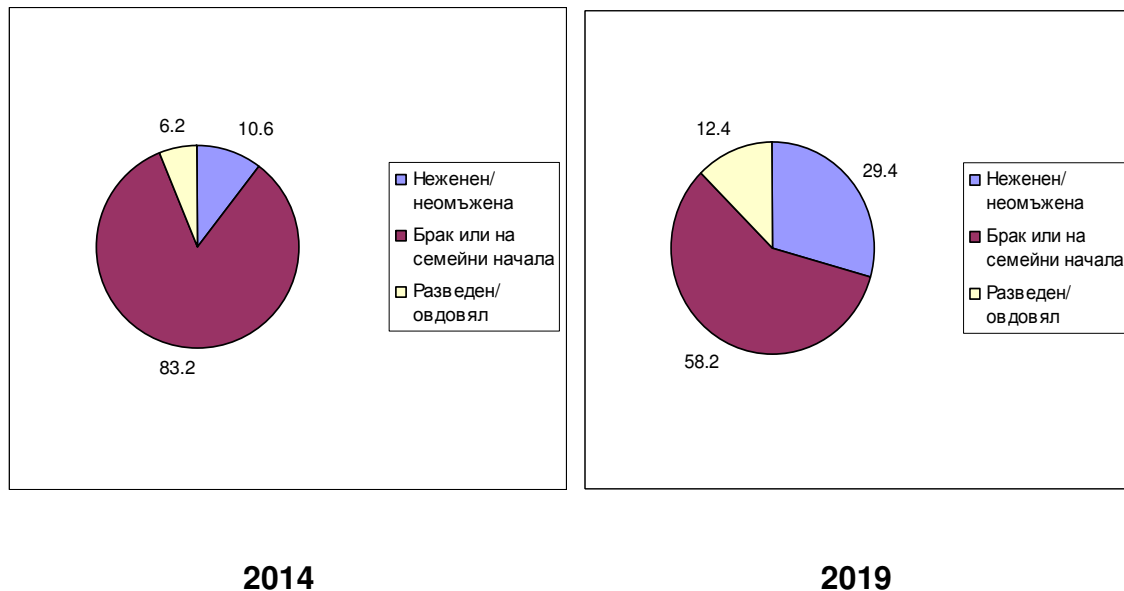 6.2
10.6
83.2
Неженен/
неомъжена
Брак или на
семейни начала
Разведен/
овдовял
12.4
29.4
58.2
Неженен/
неомъжена
Брак или на
семейни начала
Разведен/
овдовял
2014
2019